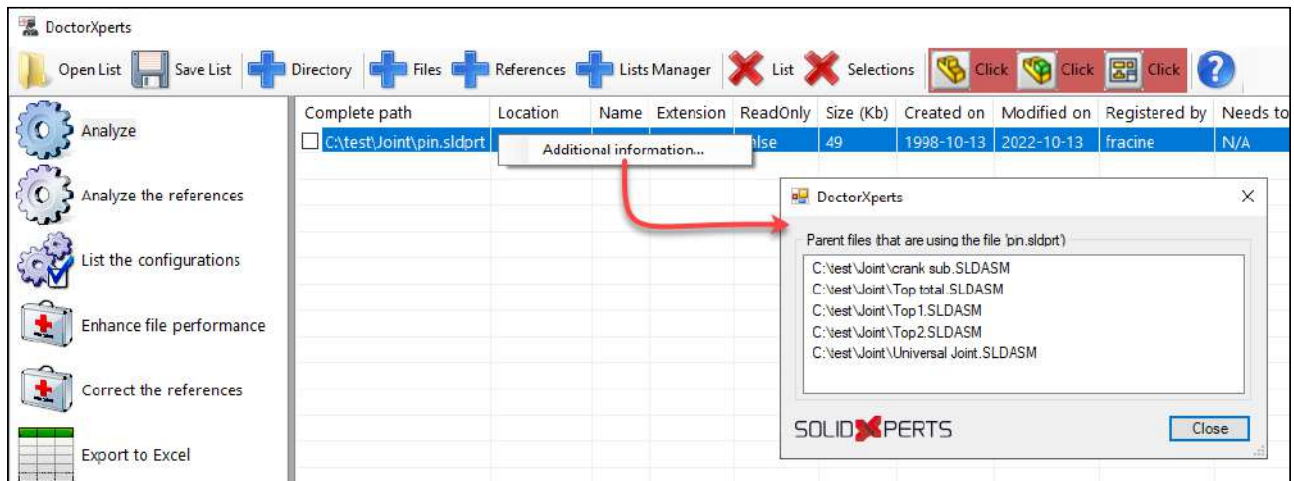 DoctorXperts
Open List Save List Directory Files References Lists Manager List Selections Click Click Click ?
Complete path Location Name Extension ReadOnly Size (Kb) Created on Modified on Registered by Needs to
C:\test\Joint\pin.sldprt 49 1998-10-13 2022-10-13 fracine N/A
Additional information...
Analyze
Analyze the references
List the configurations
Enhance file performance
Correct the references
Export to Excel
DoctorXperts
Parent files that are using the file 'pin.sldprt')
C:\test\Joint\crank sub.SLDASM
C:\test\Joint\Top total.SLDASM
C:\test\Joint\Top1.SLDASM
C:\test\Joint\Top2.SLDASM
C:\test\Joint\Universal Joint.SLDASM
SOLIDXPERTS
Close